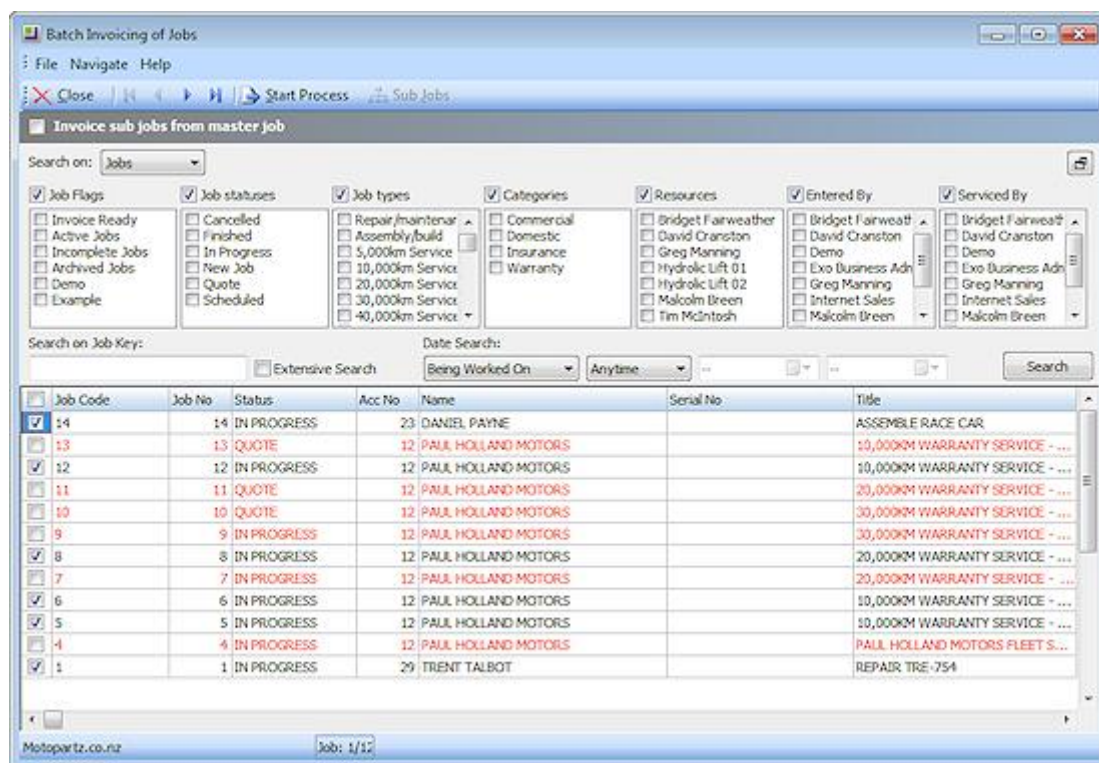 Batch Invoicing of Jobs
File Navigate Help
Close Start Process Sub Jobs
Invoice sub jobs from master job
Search on: Jobs
Job Flags Job statuses Job types Categories Resources Entered By Serviced By
Invoice Ready Cancelled Repair/maintenar Commercial Bridget Fairweather Bridget Fairweath Bridget Fairweath
Active Jobs Finished Assembly/build Domestic David Cranston David Cranston David Cranston
Incomplete Jobs In Progress 5,000km Service Insurance Greg Manning Demo Demo
Archived Jobs New Job 10,000km Service Warranty Hydrolic Lift 01 Exo Business Adn Exo Business Adn
Demo Quote 20,000km Service Hydrolic Lift 02 Greg Manning Greg Manning
Example Scheduled 30,000km Service Malcolm Breen Internet Sales Internet Sales
40,000km Service Tim McIntosh Malcolm Breen Malcolm Breen
Search on Job Key: Date Search:
Extensive Search Being Worked On Anytime -- -- Search
Job Code Job No Status Acc No Name Serial No Title
14 14 IN PROGRESS 23 DANIEL PAYNE ASSEMBLE RACE CAR
13 13 QUOTE 12 PAUL HOLLAND MOTORS 10,000KM WARRANTY SERVICE - ...
12 12 IN PROGRESS 12 PAUL HOLLAND MOTORS 10,000KM WARRANTY SERVICE - ...
11 11 QUOTE 12 PAUL HOLLAND MOTORS 20,000KM WARRANTY SERVICE - ...
10 10 QUOTE 12 PAUL HOLLAND MOTORS 30,000KM WARRANTY SERVICE - ...
9 9 IN PROGRESS 12 PAUL HOLLAND MOTORS 30,000KM WARRANTY SERVICE - ...
8 8 IN PROGRESS 12 PAUL HOLLAND MOTORS 20,000KM WARRANTY SERVICE - ...
7 7 IN PROGRESS 12 PAUL HOLLAND MOTORS 20,000KM WARRANTY SERVICE - ...
6 6 IN PROGRESS 12 PAUL HOLLAND MOTORS 10,000KM WARRANTY SERVICE - ...
5 5 IN PROGRESS 12 PAUL HOLLAND MOTORS 10,000KM WARRANTY SERVICE - ...
4 4 IN PROGRESS 12 PAUL HOLLAND MOTORS PAUL HOLLAND MOTORS FLEET S...
1 1 IN PROGRESS 29 TRENT TALBOT REPAIR TRE-754
Motopartz.co.nz Job: 1/12